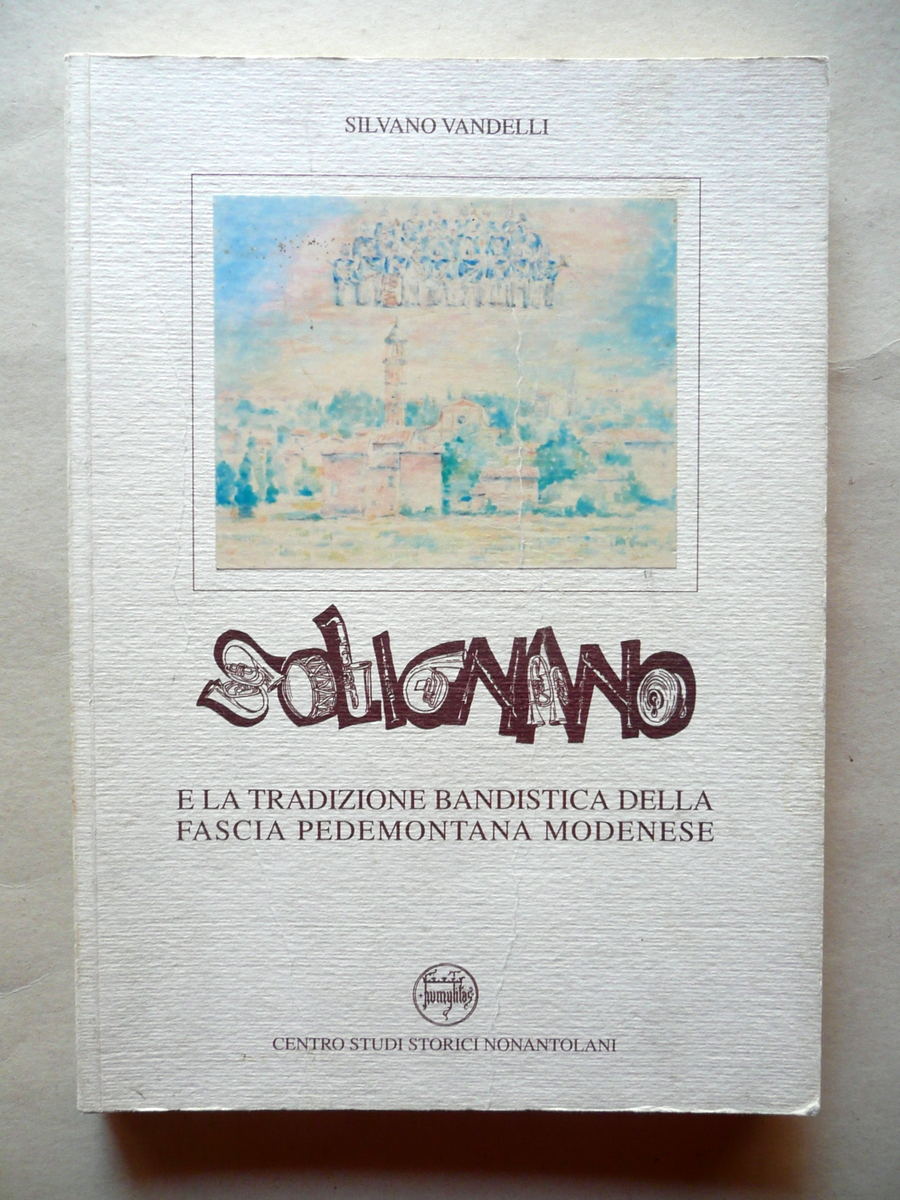 SILVANO VANDELLI
SOLIGNANO
E LA TRADIZIONE BANDISTICA DELLA
FASCIA PEDEMONTANA MODENESE
humylitas
CENTRO STUDI STORICI NONANTOLANI